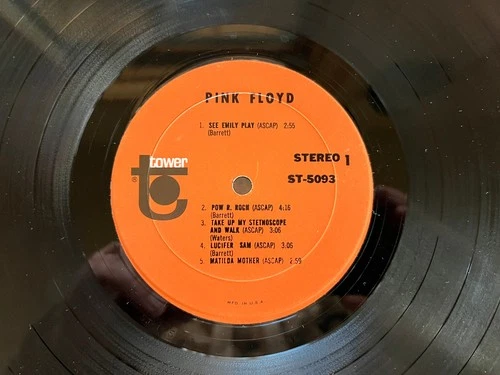 PINK FLOYD
1. SEE EMILY PLAY (ASCAP) 2:55
(Barrett)
STEREO 1
ST-5093
tower
®
2. POW R. ROCH (ASCAP) 4:16
(Barrett)
3. TAKE UP MY STETHOSCOPE
AND WALK (ASCAP) 3:06
(Waters)
4. LUCIFER SAM (ASCAP) 3:06
(Barrett)
5. MATILDA MOTHER (ASCAP) 2:59
MFD. IN U.S.A.